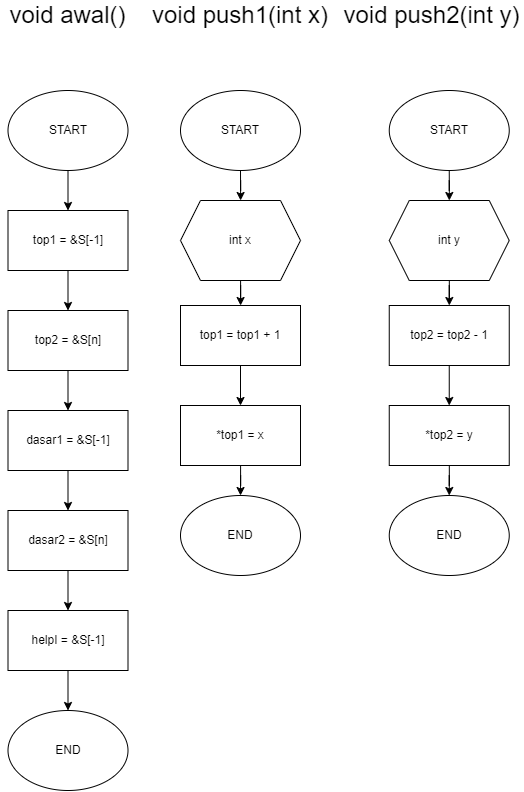 void awal()
START
top1 = &S[-1]
top2 = &S[n]
dasar1 = &S[-1]
dasar2 = &S[n]
helpl = &S[-1]
END
void push1(int x)
START
int x
top1 = top1 + 1
*top1 = x
END
void push2(int y)
START
int y
top2 = top2 - 1
*top2 = y
END